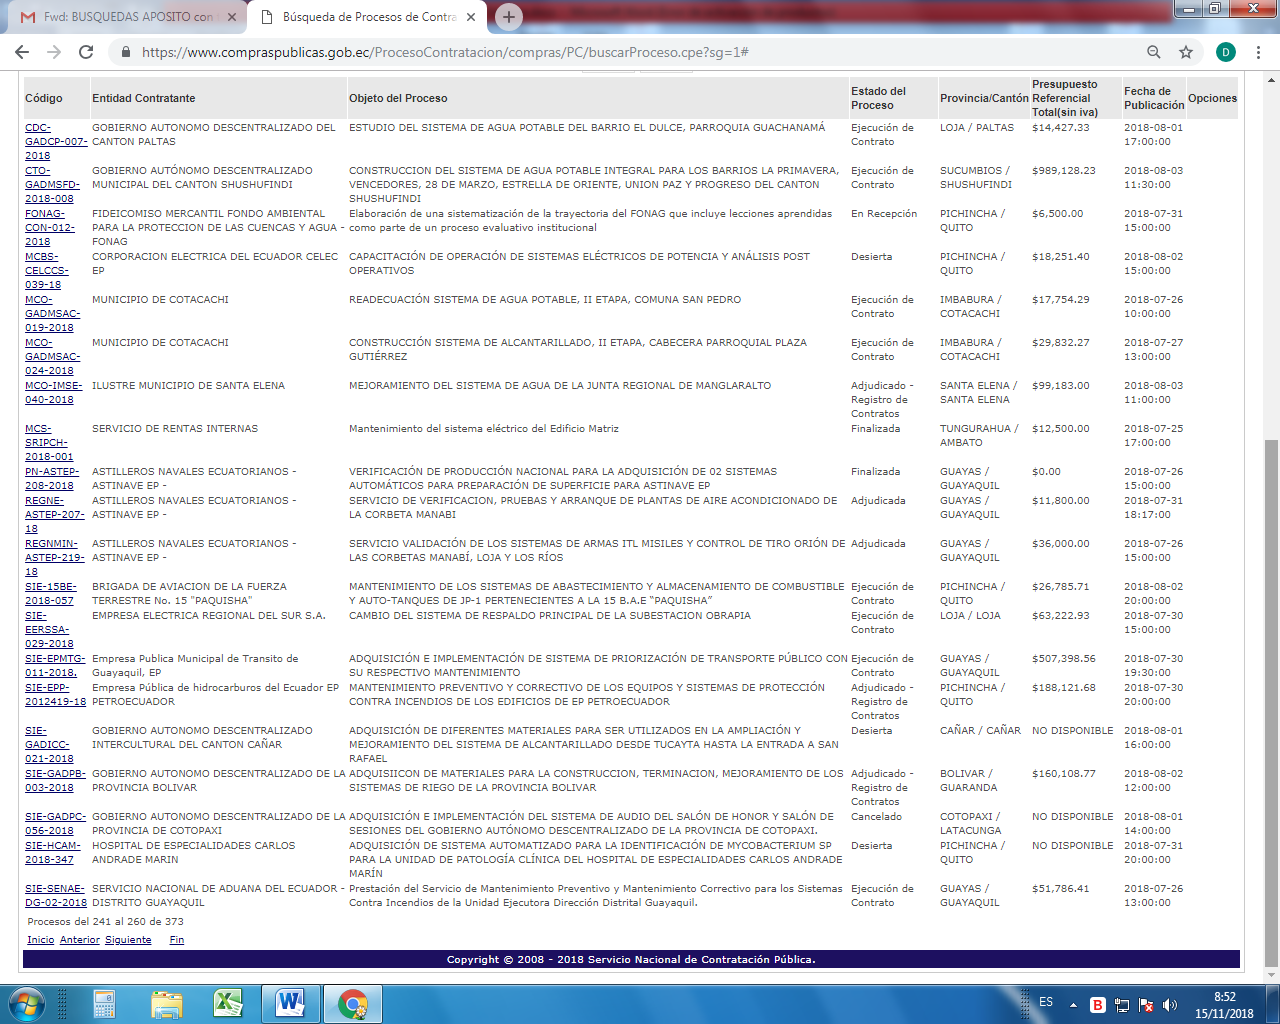 Fwd: BUSQUEDAS APOSITO con
Búsqueda de Procesos de Contra
https://www.compraspublicas.gob.ec/ProcesoContratacion/compras/PC/buscarProceso.cpe?sg=1#
D
Código Entidad Contratante Objeto del Proceso Estado del Proceso Provincia/Cantón Presupuesto Referencial Total(sin iva) Fecha de Publicación Opciones
CDC-GADCP-007-2018 GOBIERNO AUTONOMO DESCENTRALIZADO DEL CANTON PALTAS ESTUDIO DEL SISTEMA DE AGUA POTABLE DEL BARRIO EL DULCE, PARROQUIA GUACHANAMÁ Ejecución de Contrato LOJA / PALTAS $14,427.33 2018-08-01 17:00:00
CTO-GADMSFD-2018-008 GOBIERNO AUTÓNOMO DESCENTRALIZADO MUNICIPAL DEL CANTON SHUSHUFINDI CONSTRUCCION DEL SISTEMA DE AGUA POTABLE INTEGRAL PARA LOS BARRIOS LA PRIMAVERA, VENCEDORES, 28 DE MARZO, ESTRELLA DE ORIENTE, UNION PAZ Y PROGRESO DEL CANTON SHUSHUFINDI Ejecución de Contrato SUCUMBIOS / SHUSHUFINDI $989,128.23 2018-08-03 11:30:00
FONAG-CON-012-2018 FIDEICOMISO MERCANTIL FONDO AMBIENTAL PARA LA PROTECCION DE LAS CUENCAS Y AGUA - FONAG Elaboración de una sistematización de la trayectoria del FONAG que incluye lecciones aprendidas como parte de un proceso evaluativo institucional En Recepción PICHINCHA / QUITO $6,500.00 2018-07-31 15:00:00
MCBS-CELCCS-039-18 CORPORACION ELECTRICA DEL ECUADOR CELEC EP CAPACITACIÓN DE OPERACIÓN DE SISTEMAS ELÉCTRICOS DE POTENCIA Y ANÁLISIS POST OPERATIVOS Desierta PICHINCHA / QUITO $18,251.40 2018-08-02 15:00:00
MCO-GADMSAC-019-2018 MUNICIPIO DE COTACACHI READECUACIÓN SISTEMA DE AGUA POTABLE, II ETAPA, COMUNA SAN PEDRO Ejecución de Contrato IMBABURA / COTACACHI $17,754.29 2018-07-26 10:00:00
MCO-GADMSAC-024-2018 MUNICIPIO DE COTACACHI CONSTRUCCIÓN SISTEMA DE ALCANTARILLADO, II ETAPA, CABECERA PARROQUIAL PLAZA GUTIÉRREZ Ejecución de Contrato IMBABURA / COTACACHI $29,832.27 2018-07-27 13:00:00
MCO-IMSE-040-2018 ILUSTRE MUNICIPIO DE SANTA ELENA MEJORAMIENTO DEL SISTEMA DE AGUA DE LA JUNTA REGIONAL DE MANGLARALTO Adjudicado - Registro de Contratos SANTA ELENA / SANTA ELENA $99,183.00 2018-08-03 11:00:00
MCS-SRIPCH-2018-001 SERVICIO DE RENTAS INTERNAS Mantenimiento del sistema eléctrico del Edificio Matriz Finalizada TUNGURAHUA / AMBATO $12,500.00 2018-07-25 17:00:00
PN-ASTEP-208-2018 ASTILLEROS NAVALES ECUATORIANOS - ASTINAVE EP - VERIFICACIÓN DE PRODUCCIÓN NACIONAL PARA LA ADQUISICIÓN DE 02 SISTEMAS AUTOMÁTICOS PARA PREPARACIÓN DE SUPERFICIE PARA ASTINAVE EP Finalizada GUAYAS / GUAYAQUIL $0.00 2018-07-26 15:00:00
REGNE-ASTEP-207-18 ASTILLEROS NAVALES ECUATORIANOS - ASTINAVE EP - SERVICIO DE VERIFICACION, PRUEBAS Y ARRANQUE DE PLANTAS DE AIRE ACONDICIONADO DE LA CORBETA MANABI Adjudicada GUAYAS / GUAYAQUIL $11,800.00 2018-07-31 18:17:00
REGNMIN-ASTEP-219-18 ASTILLEROS NAVALES ECUATORIANOS - ASTINAVE EP - SERVICIO VALIDACIÓN DE LOS SISTEMAS DE ARMAS ITL MISILES Y CONTROL DE TIRO ORIÓN DE LAS CORBETAS MANABÍ, LOJA Y LOS RÍOS Adjudicada GUAYAS / GUAYAQUIL $36,000.00 2018-07-26 15:00:00
SIE-15BE-2018-057 BRIGADA DE AVIACION DE LA FUERZA TERRESTRE No. 15 "PAQUISHA" MANTENIMIENTO DE LOS SISTEMAS DE ABASTECIMIENTO Y ALMACENAMIENTO DE COMBUSTIBLE Y AUTO-TANQUES DE JP-1 PERTENECIENTES A LA 15 B.A.E “PAQUISHA” Ejecución de Contrato PICHINCHA / QUITO $26,785.71 2018-08-02 20:00:00
SIE-EERSSA-029-2018 EMPRESA ELECTRICA REGIONAL DEL SUR S.A. CAMBIO DEL SISTEMA DE RESPALDO PRINCIPAL DE LA SUBESTACION OBRAPIA Ejecución de Contrato LOJA / LOJA $63,222.93 2018-07-30 15:00:00
SIE-EPMTG-011-2018. Empresa Publica Municipal de Transito de Guayaquil, EP ADQUISICIÓN E IMPLEMENTACIÓN DE SISTEMA DE PRIORIZACIÓN DE TRANSPORTE PÚBLICO CON SU RESPECTIVO MANTENIMIENTO Ejecución de Contrato GUAYAS / GUAYAQUIL $507,398.56 2018-07-30 19:30:00
SIE-EPP-2012419-18 Empresa Pública de hidrocarburos del Ecuador EP PETROECUADOR MANTENIMIENTO PREVENTIVO Y CORRECTIVO DE LOS EQUIPOS Y SISTEMAS DE PROTECCIÓN CONTRA INCENDIOS DE LOS EDIFICIOS DE EP PETROECUADOR Adjudicado - Registro de Contratos PICHINCHA / QUITO $188,121.68 2018-07-30 20:00:00
SIE-GADICC-021-2018 GOBIERNO AUTONOMO DESCENTRALIZADO INTERCULTURAL DEL CANTON CAÑAR ADQUISICIÓN DE DIFERENTES MATERIALES PARA SER UTILIZADOS EN LA AMPLIACIÓN Y MEJORAMIENTO DEL SISTEMA DE ALCANTARILLADO DESDE TUCAYTA HASTA LA ENTRADA A SAN RAFAEL Desierta CAÑAR / CAÑAR NO DISPONIBLE 2018-08-01 16:00:00
SIE-GADPB-003-2018 GOBIERNO AUTONOMO DESCENTRALIZADO DE LA PROVINCIA BOLIVAR ADQUISIICON DE MATERIALES PARA LA CONSTRUCCION, TERMINACION, MEJORAMIENTO DE LOS SISTEMAS DE RIEGO DE LA PROVINCIA BOLIVAR Adjudicado - Registro de Contratos BOLIVAR / GUARANDA $160,108.77 2018-08-02 12:00:00
SIE-GADPC-056-2018 GOBIERNO AUTONOMO DESCENTRALIZADO DE LA PROVINCIA DE COTOPAXI ADQUISICIÓN E IMPLEMENTACIÓN DEL SISTEMA DE AUDIO DEL SALÓN DE HONOR Y SALÓN DE SESIONES DEL GOBIERNO AUTÓNOMO DESCENTRALIZADO DE LA PROVINCIA DE COTOPAXI. Cancelado COTOPAXI / LATACUNGA NO DISPONIBLE 2018-08-01 14:00:00
SIE-HCAM-2018-347 HOSPITAL DE ESPECIALIDADES CARLOS ANDRADE MARIN ADQUISICIÓN DE SISTEMA AUTOMATIZADO PARA LA IDENTIFICACIÓN DE MYCOBACTERIUM SP PARA LA UNIDAD DE PATOLOGÍA CLÍNICA DEL HOSPITAL DE ESPECIALIDADES CARLOS ANDRADE MARÍN Desierta PICHINCHA / QUITO NO DISPONIBLE 2018-07-31 20:00:00
SIE-SENAE-DG-02-2018 SERVICIO NACIONAL DE ADUANA DEL ECUADOR - DISTRITO GUAYAQUIL Prestación del Servicio de Mantenimiento Preventivo y Mantenimiento Correctivo para los Sistemas Contra Incendios de la Unidad Ejecutora Dirección Distrital Guayaquil. Ejecución de Contrato GUAYAS / GUAYAQUIL $51,786.41 2018-07-26 13:00:00
Procesos del 241 al 260 de 373
Inicio Anterior Siguiente Fin
Copyright © 2008 - 2018 Servicio Nacional de Contratación Pública.
ES
B
8:52
15/11/2018